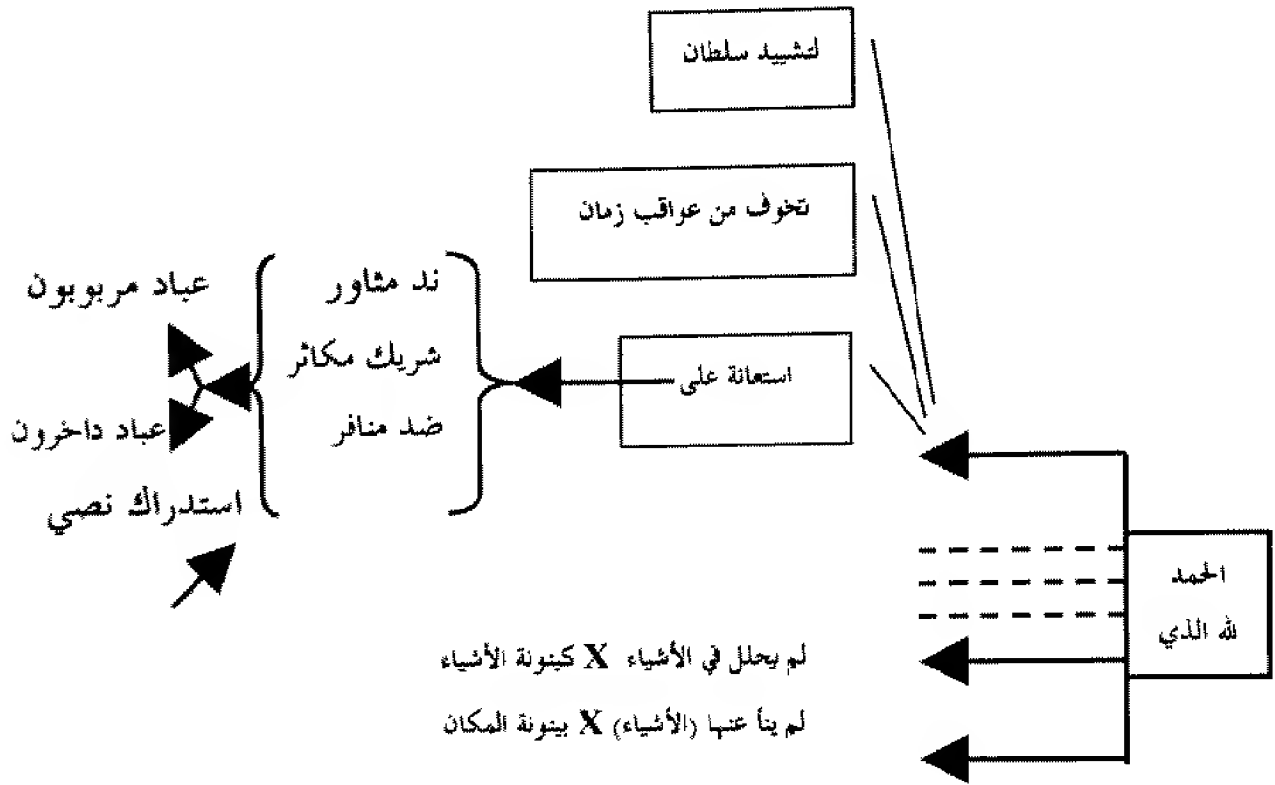 لتشييد سلطان
تخوف من عواقب زمان
استعانة على
ند مثاور
شريك مكاثر
ضد منافر
عباد مربوبون
عباد داخرون
استدراك نصي
الحمد
لله الذي
لم يحلل في الأشياء X كينونة الأشياء
لم ينأ عنها (الأشياء) X بينونة المكان